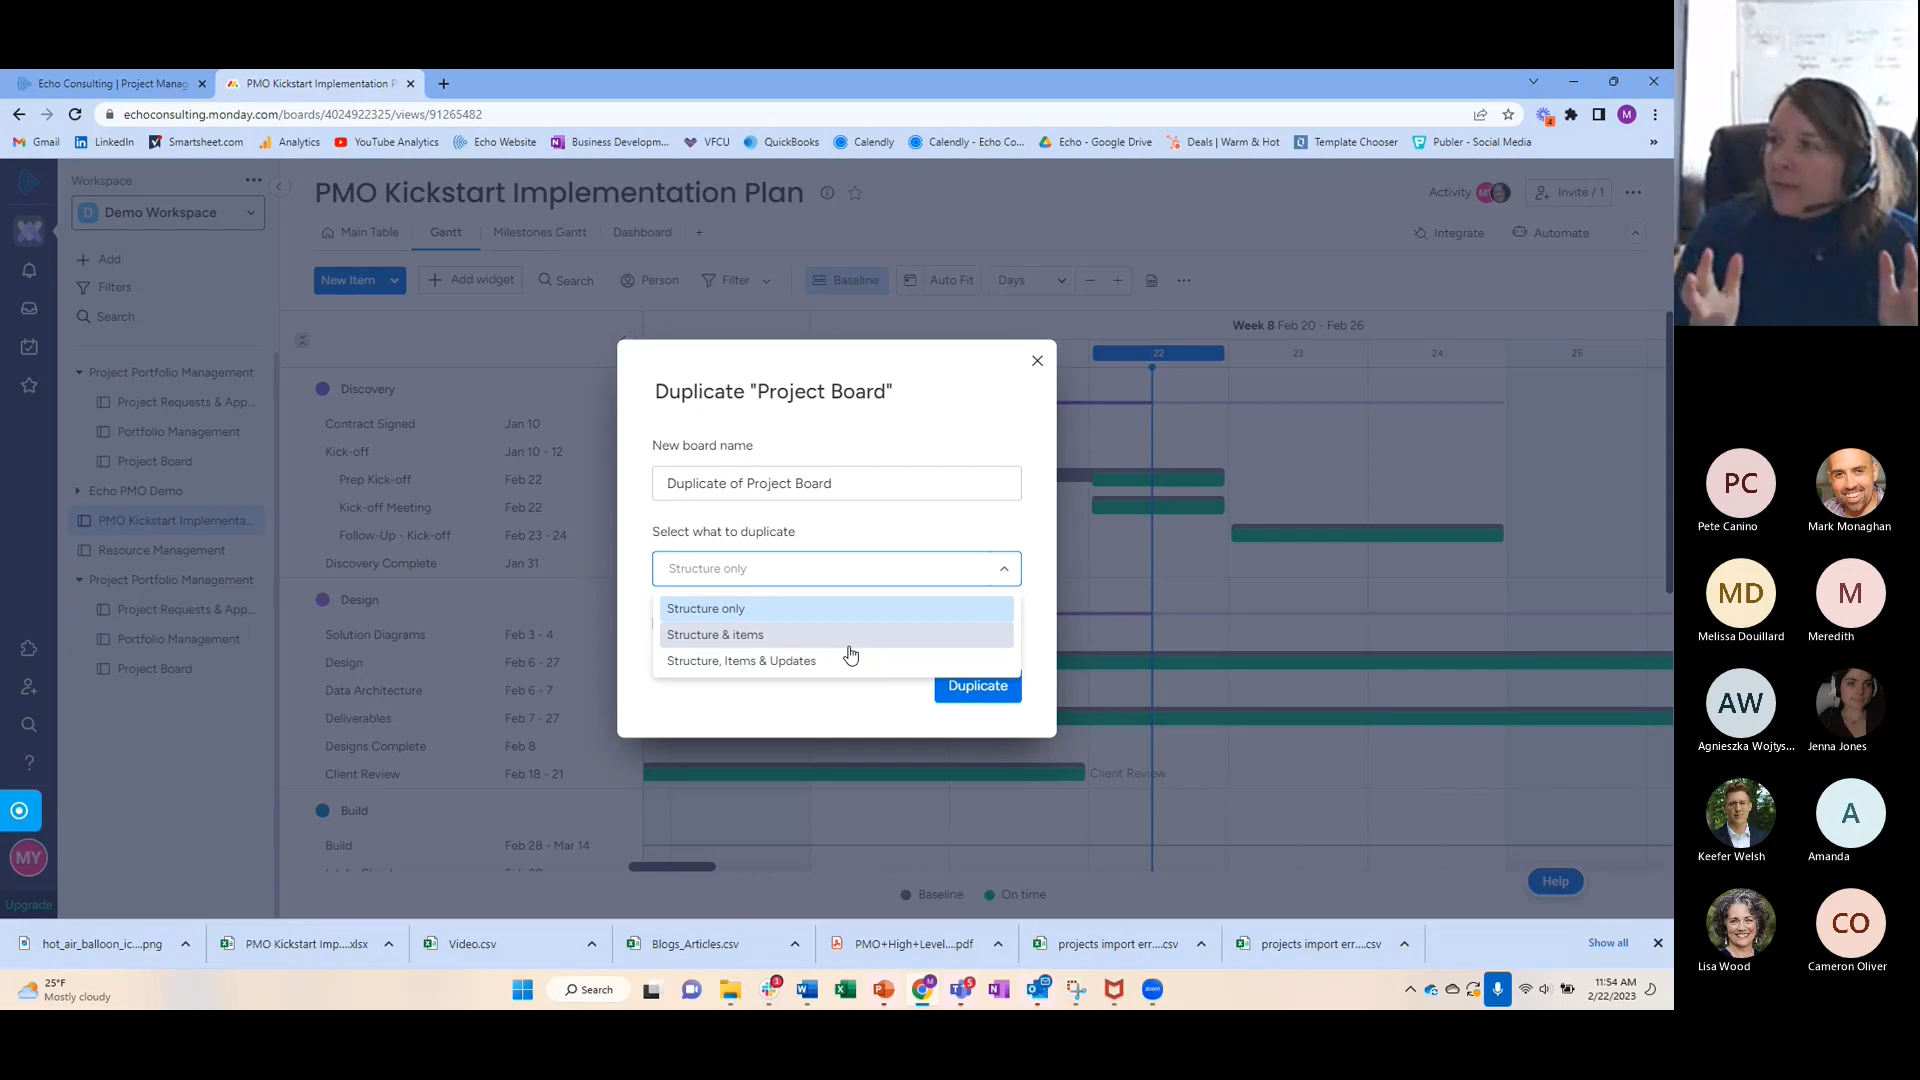 Echo Consulting | Project Manag
PMO Kickstart Implementation P
echoconsulting.monday.com/boards/4024922325/views/91265482
M
Gmail
LinkedIn
Smartsheet.com
Analytics
YouTube Analytics
Echo Website
Business Developm...
VFCU
QuickBooks
Calendly
Calendly - Echo Co...
Echo - Google Drive
Deals | Warm & Hot
Template Chooser
Publer - Social Media
Workspace
D Demo Workspace
Add
Filters
Search
Project Portfolio Management
Project Requests & App...
Portfolio Management
Project Board
Echo PMO Demo
PMO Kickstart Implementa...
Resource Management
Project Portfolio Management
Project Requests & App...
Portfolio Management
Project Board
MY
Upgrade
PMO Kickstart Implementation Plan
Activity
Invite / 1
Main Table
Gantt
Milestones Gantt
Dashboard
Integrate
Automate
New Item
Add widget
Search
Person
Filter
Baseline
Auto Fit
Days
Week 8 Feb 20 - Feb 26
22
23
24
25
Discovery
Contract Signed Jan 10
Kick-off Jan 10 - 12
Prep Kick-off Feb 22
Kick-off Meeting Feb 22
Follow-Up - Kick-off Feb 23 - 24
Discovery Complete Jan 31
Design
Solution Diagrams Feb 3 - 4
Design Feb 6 - 27
Data Architecture Feb 6 - 7
Deliverables Feb 7 - 27
Designs Complete Feb 8
Client Review Feb 18 - 21
Client Review
Build
Build Feb 28 - Mar 14
Baseline
On time
Help
Duplicate "Project Board"
New board name
Duplicate of Project Board
Select what to duplicate
Structure only
Structure only
Structure & items
Structure, Items & Updates
Duplicate
hot_air_balloon_ic....png
PMO Kickstart Imp....xlsx
Video.csv
Blogs_Articles.csv
PMO+High+Level....pdf
projects import err....csv
projects import err....csv
Show all
25°F
Mostly cloudy
Search
11:54 AM
2/22/2023
PC
Pete Canino
Mark Monaghan
MD
Melissa Douillard
M
Meredith
AW
Agnieszka Wojtys...
Jenna Jones
Keefer Welsh
A
Amanda
Lisa Wood
CO
Cameron Oliver